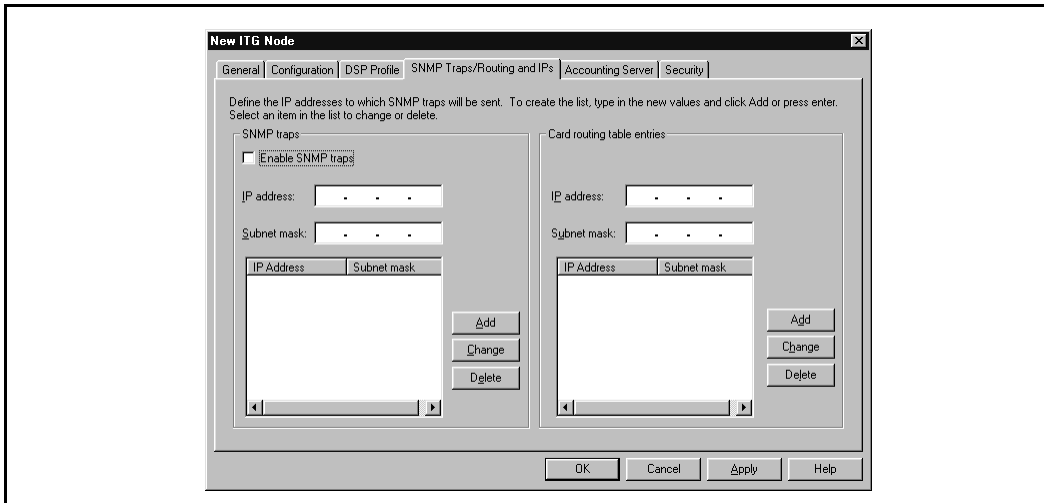 New ITG Node
General Configuration DSP Profile SNMP Traps/Routing and IPs Accounting Server Security
Define the IP addresses to which SNMP traps will be sent. To create the list, type in the new values and click Add or press enter.
Select an item in the list to change or delete.
SNMP traps
Enable SNMP traps
IP address: . . .
Subnet mask: . . .
IP Address Subnet mask
Add
Change
Delete
Card routing table entries
IP address: . . .
Subnet mask: . . .
IP Address Subnet mask
Add
Change
Delete
OK Cancel Apply Help